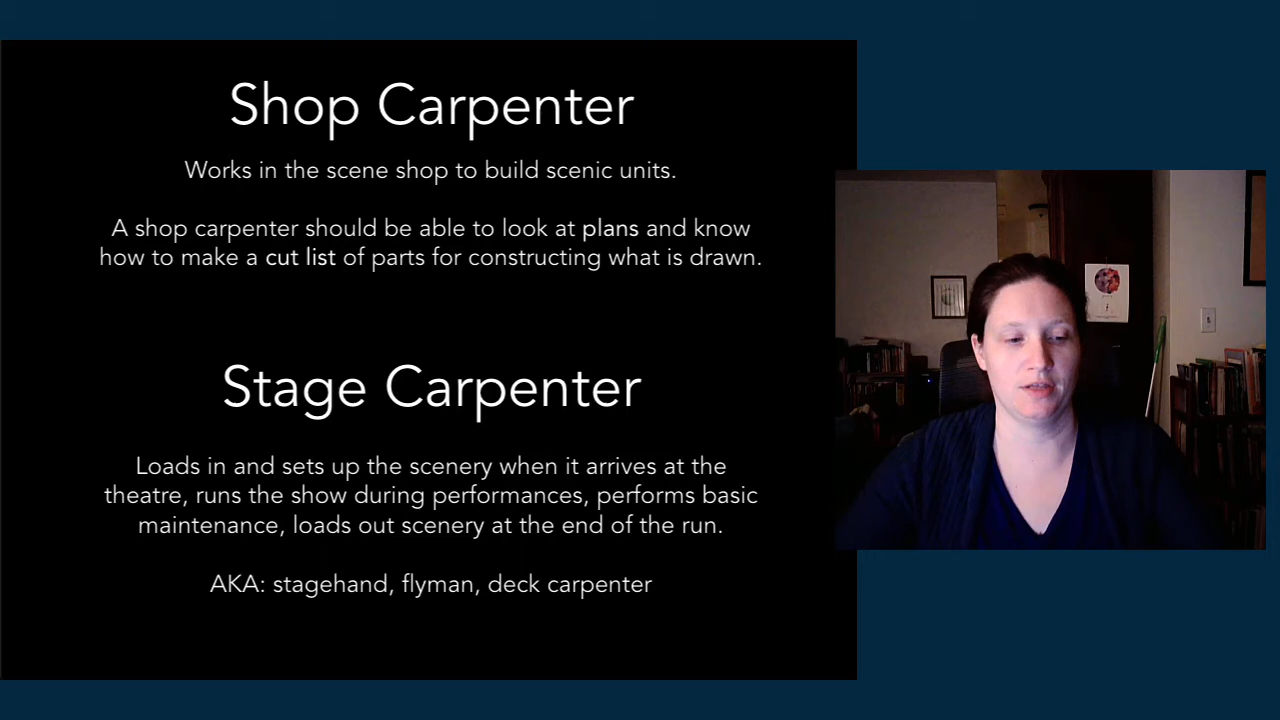 Shop Carpenter
Works in the scene shop to build scenic units.
A shop carpenter should be able to look at plans and know
how to make a cut list of parts for constructing what is drawn.
Stage Carpenter
Loads in and sets up the scenery when it arrives at the
theatre, runs the show during performances, performs basic
maintenance, loads out scenery at the end of the run.
AKA: stagehand, flyman, deck carpenter